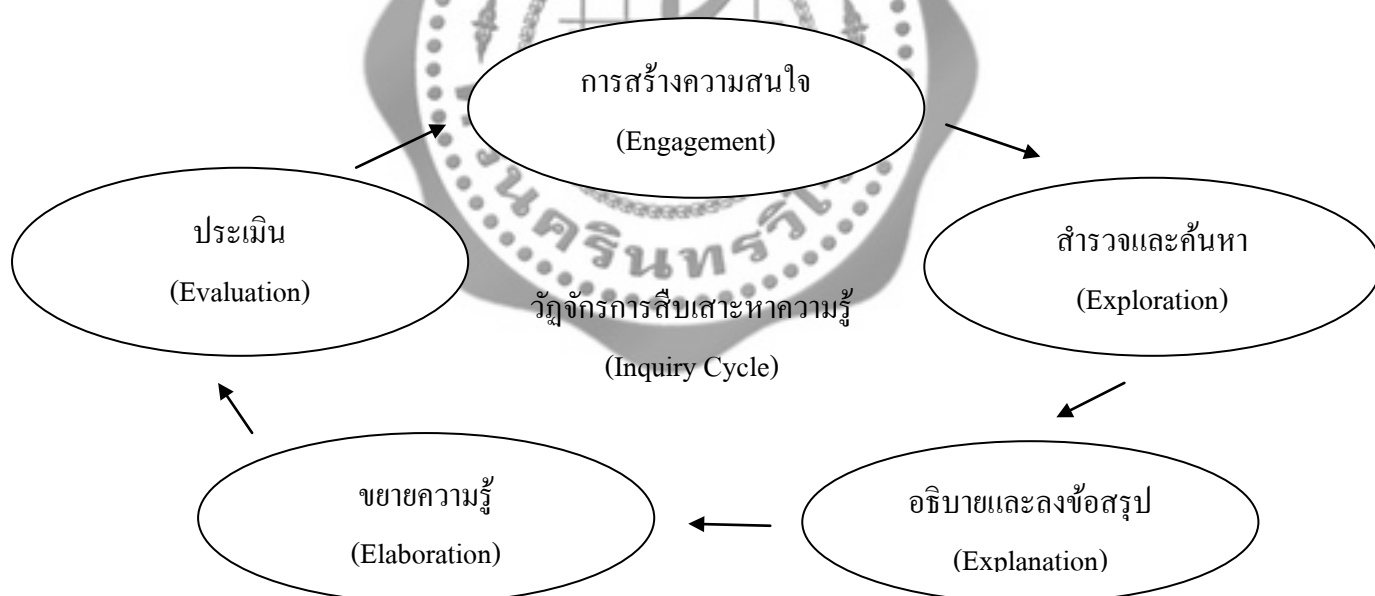 การสร้างความสนใจ
(Engagement)
ประเมิน
(Evaluation)
สำรวจและค้นหา
(Exploration)
วัฏจักรการสืบเสาะหาความรู้
(Inquiry Cycle)
ขยายความรู้
(Elaboration)
อธิบายและลงข้อสรุป
(Explanation)